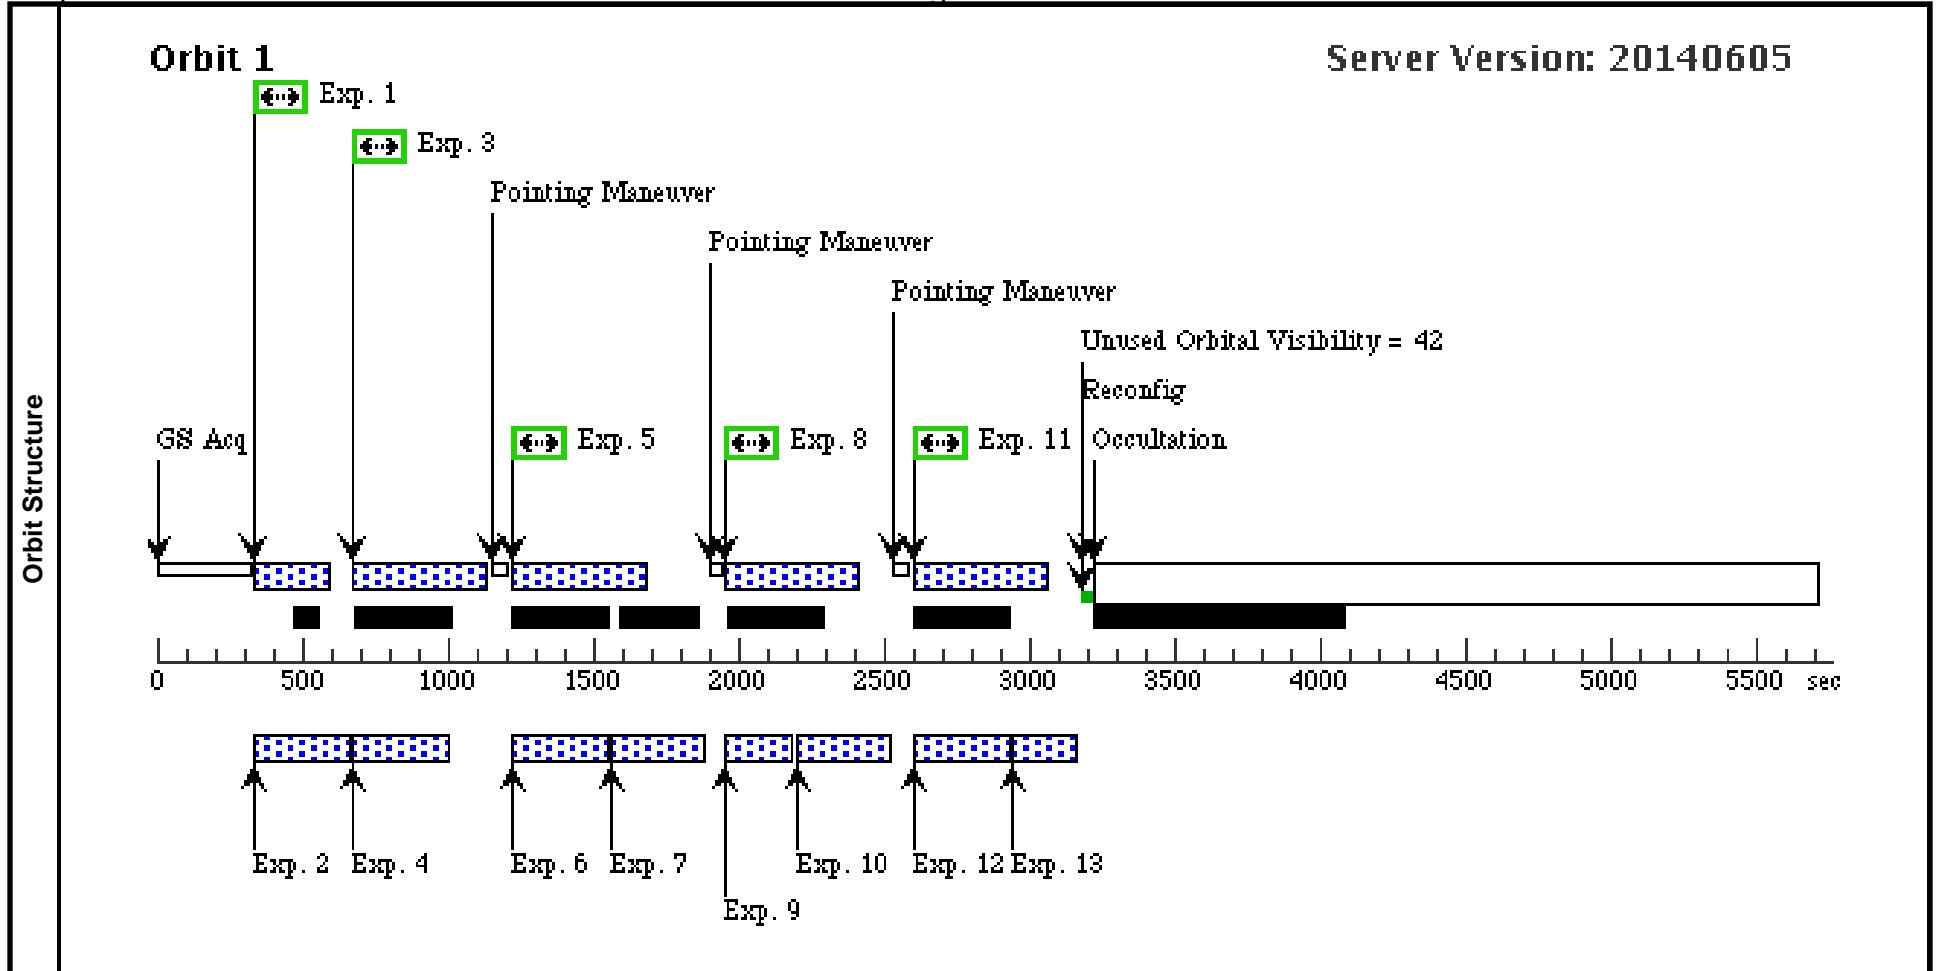 Orbit Structure
Orbit 1
Server Version: 20140605
Exp. 1
Exp. 3
Pointing Maneuver
Pointing Maneuver
Pointing Maneuver
Unused Orbital Visibility = 42
Reconfig
GS Acq
Exp. 5
Exp. 8
Exp. 11
Occultation
0 500 1000 1500 2000 2500 3000 3500 4000 4500 5000 5500 sec
Exp. 2
Exp. 4
Exp. 6
Exp. 7
Exp. 10
Exp. 12
Exp. 13
Exp. 9